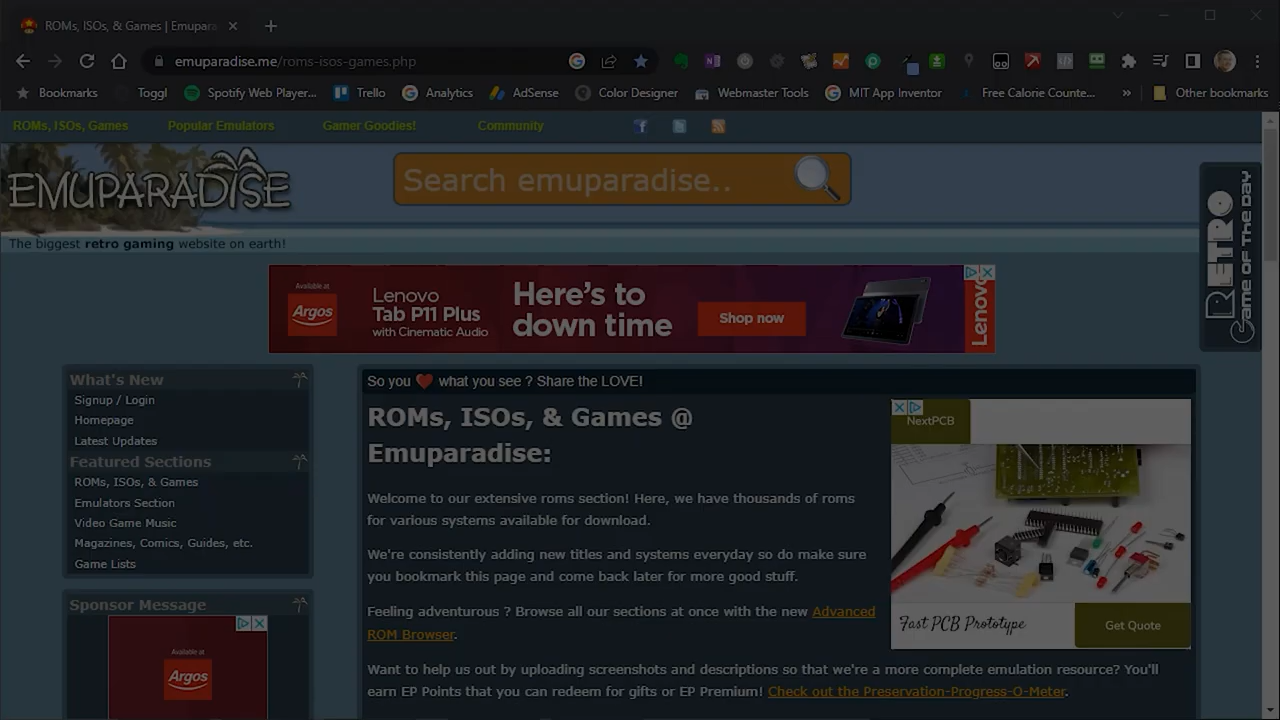 ROMs, ISOs, & Games | Emupara
emuparadise.me/roms-isos-games.php
Bookmarks Toggl Spotify Web Player... Trello Analytics AdSense Color Designer Webmaster Tools MIT App Inventor Free Calorie Counte... » Other bookmarks
ROMs, ISOs, Games Popular Emulators Gamer Goodies! Community
EMUPARADISE
Search emuparadise..
The biggest retro gaming website on earth!
RETRO
GAME OF THE DAY
Available at
Argos
Lenovo
Tab P11 Plus
with Cinematic Audio
Here's to
down time
Shop now
Lenovo
What's New
Signup / Login
Homepage
Latest Updates
Featured Sections
ROMs, ISOs, & Games
Emulators Section
Video Game Music
Magazines, Comics, Guides, etc.
Game Lists
Sponsor Message
Available at
Argos
So you ❤️ what you see ? Share the LOVE!
ROMs, ISOs, & Games @
Emuparadise:
Welcome to our extensive roms section! Here, we have thousands of roms
for various systems available for download.
We're consistently adding new titles and systems everyday so do make sure
you bookmark this page and come back later for more good stuff.
Feeling adventurous ? Browse all our sections at once with the new Advanced
ROM Browser.
Want to help us out by uploading screenshots and descriptions so that we're a more complete emulation resource? You'll
earn EP Points that you can redeem for gifts or EP Premium! Check out the Preservation-Progress-O-Meter.
NextPCB
Fast PCB Prototype
Get Quote